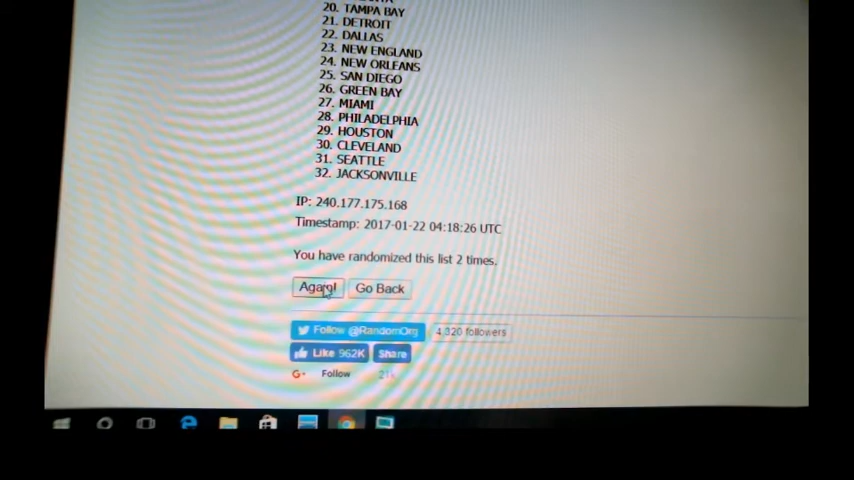 20. TAMPA BAY
21. DETROIT
22. DALLAS
23. NEW ENGLAND
24. NEW ORLEANS
25. SAN DIEGO
26. GREEN BAY
27. MIAMI
28. PHILADELPHIA
29. HOUSTON
30. CLEVELAND
31. SEATTLE
32. JACKSONVILLE
IP: 240.177.175.168
Timestamp: 2017-01-22 04:18:26 UTC
You have randomized this list 2 times.
Again! Go Back
Follow @RandomOrg 4,320 followers
Like 962K Share
G+ Follow